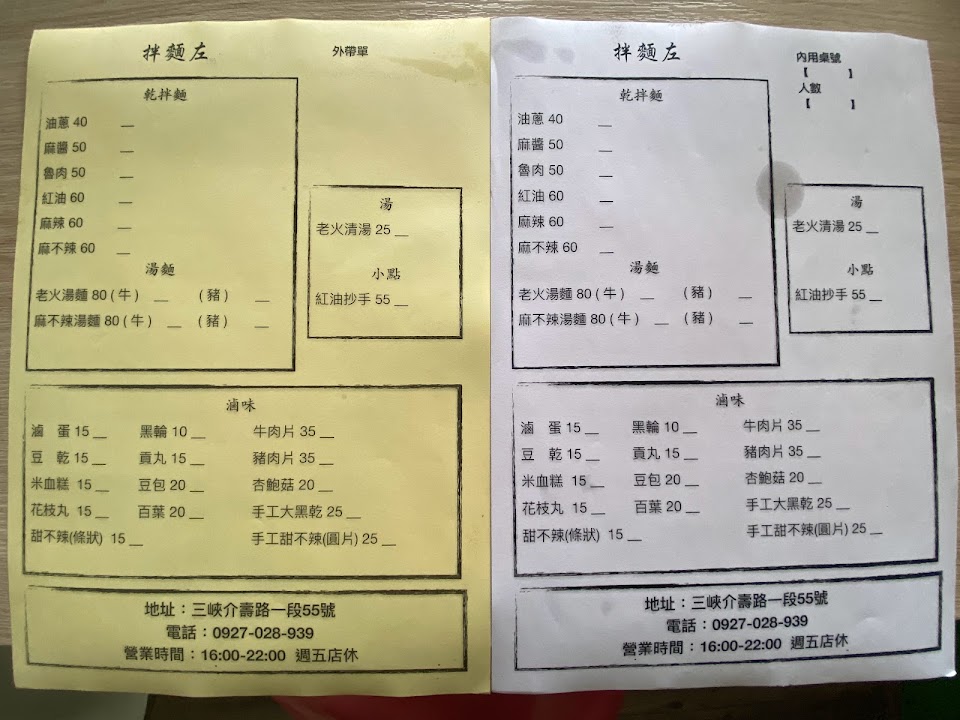 拌麵左
外帶單
乾拌麵
油蔥 40 __
麻醬 50 __
魯肉 50 __
紅油 60 __
麻辣 60 __
麻不辣 60 __
湯麵
老火湯麵 80 ( 牛 ) __ ( 豬 ) __
麻不辣湯麵 80 ( 牛 ) __ ( 豬 ) __
湯
老火清湯 25 __
小點
紅油抄手 55 __
滷味
滷 蛋 15 __ 黑輪 10 __ 牛肉片 35 __
豆 乾 15 __ 貢丸 15 __ 豬肉片 35 __
米血糕 15 __ 豆包 20 __ 杏鮑菇 20 __
花枝丸 15 __ 百葉 20 __ 手工大黑乾 25 __
甜不辣(條狀) 15 __ 手工甜不辣(圓片) 25 __
地址：三峽介壽路一段55號
電話：0927-028-939
營業時間：16:00-22:00 週五店休
拌麵左
內用桌號
【 】
人數
【 】
乾拌麵
油蔥 40 __
麻醬 50 __
魯肉 50 __
紅油 60 __
麻辣 60 __
麻不辣 60 __
湯麵
老火湯麵 80 ( 牛 ) __ ( 豬 ) __
麻不辣湯麵 80 ( 牛 ) __ ( 豬 ) __
湯
老火清湯 25 __
小點
紅油抄手 55 __
滷味
滷 蛋 15 __ 黑輪 10 __ 牛肉片 35 __
豆 乾 15 __ 貢丸 15 __ 豬肉片 35 __
米血糕 15 __ 豆包 20 __ 杏鮑菇 20 __
花枝丸 15 __ 百葉 20 __ 手工大黑乾 25 __
甜不辣(條狀) 15 __ 手工甜不辣(圓片) 25 __
地址：三峽介壽路一段55號
電話：0927-028-939
營業時間：16:00-22:00 週五店休